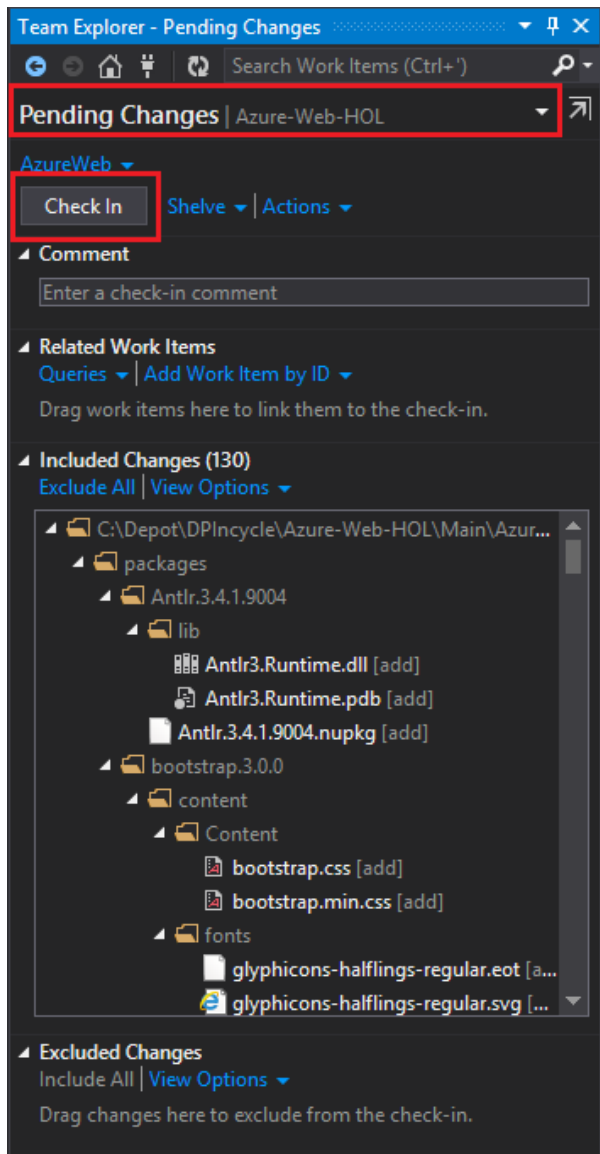 Team Explorer - Pending Changes
Search Work Items (Ctrl+')
Pending Changes | Azure-Web-HOL
AzureWeb
Check In Shelve | Actions
Comment
Enter a check-in comment
Related Work Items
Queries | Add Work Item by ID
Drag work items here to link them to the check-in.
Included Changes (130)
Exclude All | View Options
C:\Depot\DPIncycle\Azure-Web-HOL\Main\Azur...
packages
Antlr.3.4.1.9004
lib
Antlr3.Runtime.dll [add]
Antlr3.Runtime.pdb [add]
Antlr.3.4.1.9004.nupkg [add]
bootstrap.3.0.0
content
Content
bootstrap.css [add]
bootstrap.min.css [add]
fonts
glyphicons-halflings-regular.eot [a...
glyphicons-halflings-regular.svg [...
Excluded Changes
Include All | View Options
Drag changes here to exclude from the check-in.